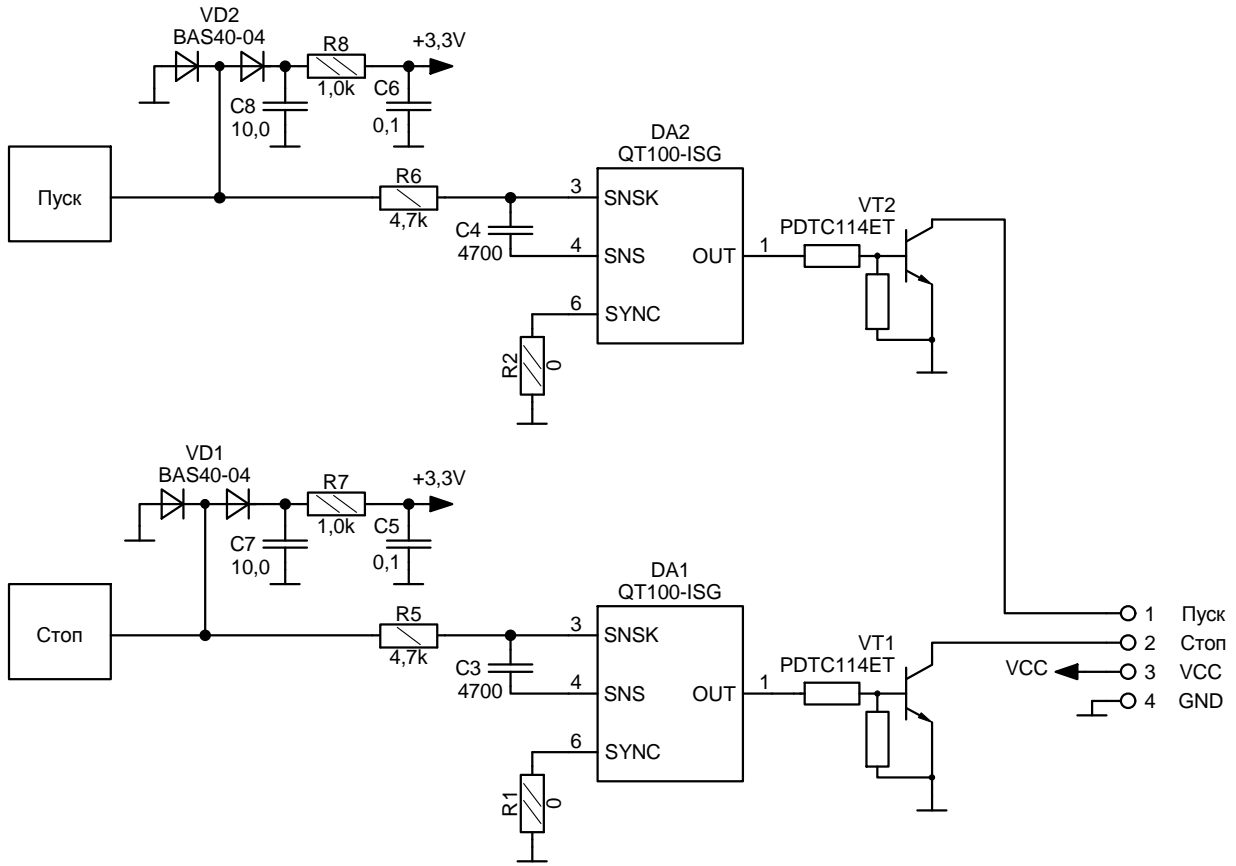 VD2
BAS40-04
R8
1,0k
+3,3V
C8
10,0
C6
0,1
Пуск
R6
4,7k
C4
4700
DA2
QT100-ISG
3 SNSK
4 SNS
6 SYNC
OUT 1
R2
0
VT2
PDTC114ET
VD1
BAS40-04
R7
1,0k
+3,3V
C7
10,0
C5
0,1
Стоп
R5
4,7k
C3
4700
DA1
QT100-ISG
3 SNSK
4 SNS
6 SYNC
OUT 1
R1
0
VT1
PDTC114ET
1 Пуск
2 Стоп
VCC 3 VCC
4 GND